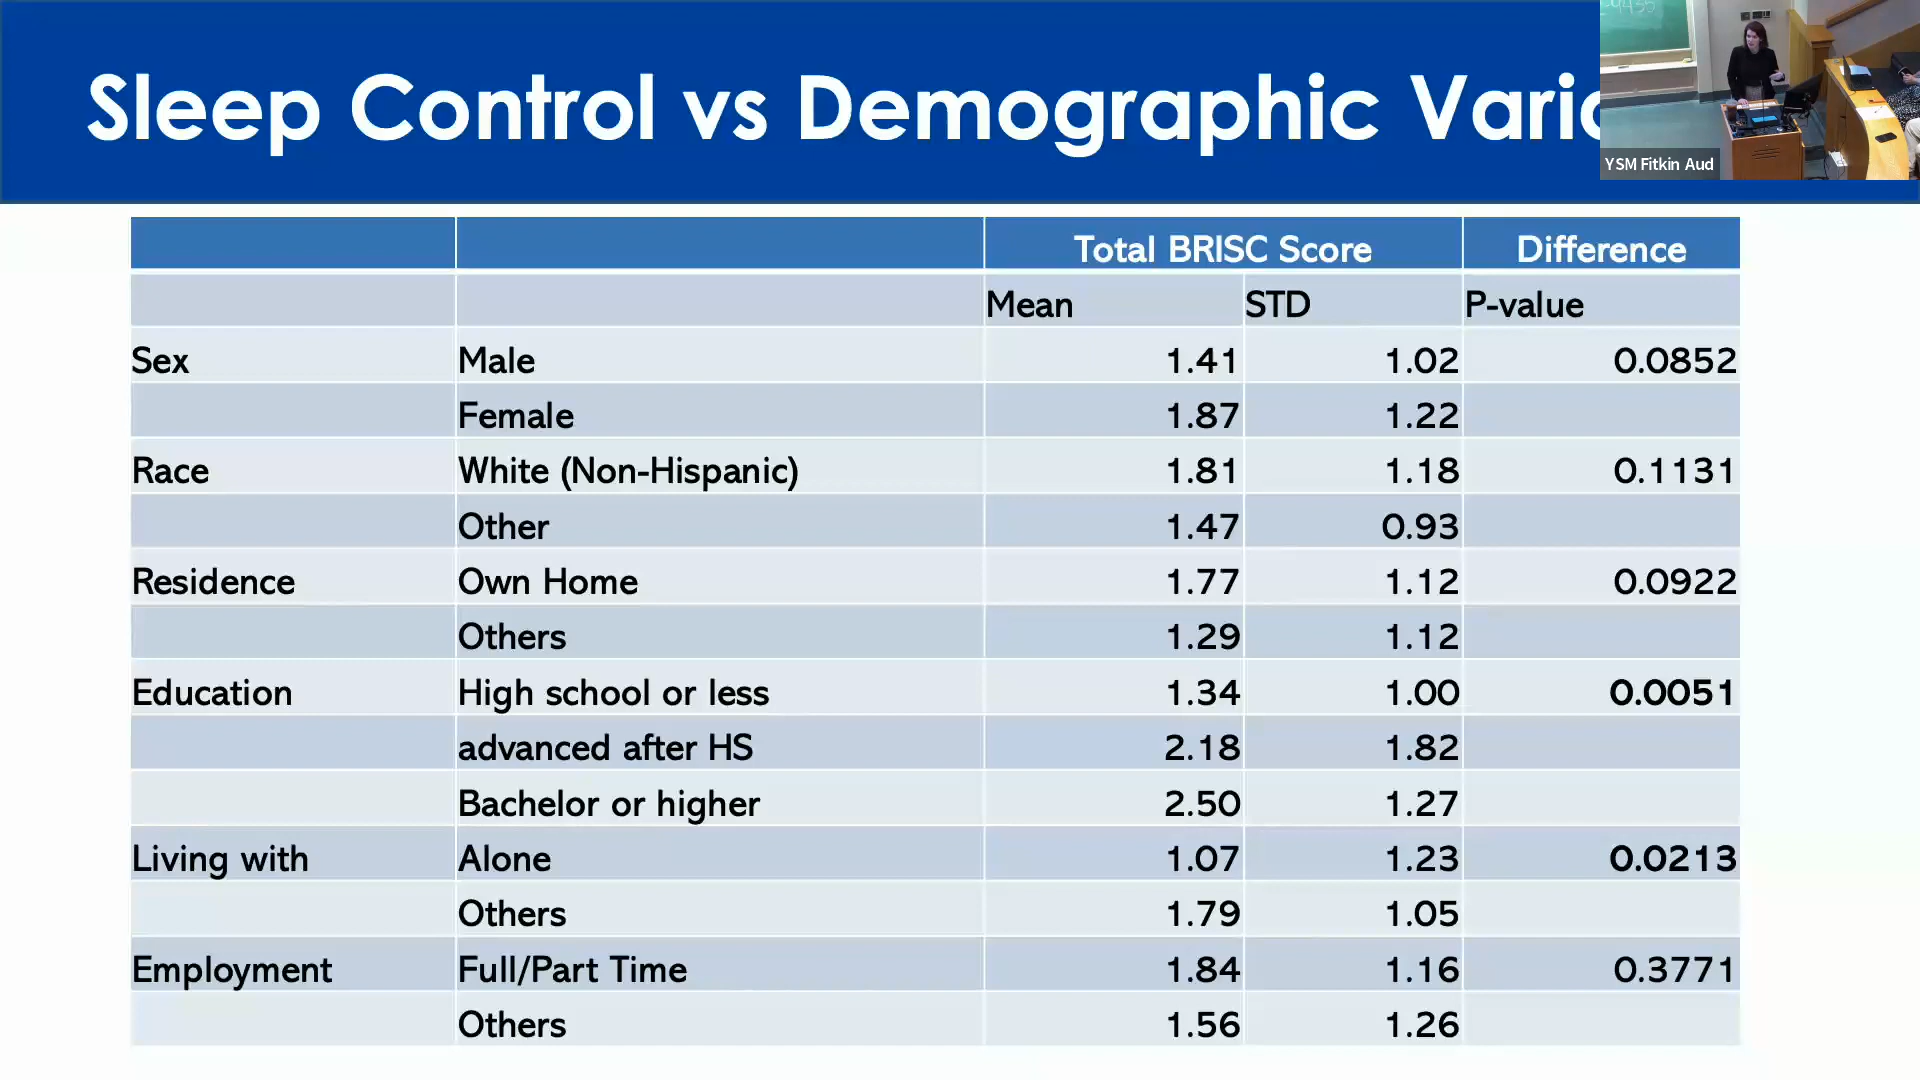 Sleep Control vs Demographic
YSM Fitkin Aud
Total BRISC Score Difference
Mean STD P-value
Sex Male 1.41 1.02 0.0852
Female 1.87 1.22
Race White (Non-Hispanic) 1.81 1.18 0.1131
Other 1.47 0.93
Residence Own Home 1.77 1.12 0.0922
Others 1.29 1.12
Education High school or less 1.34 1.00 0.0051
advanced after HS 2.18 1.82
Bachelor or higher 2.50 1.27
Living with Alone 1.07 1.23 0.0213
Others 1.79 1.05
Employment Full/Part Time 1.84 1.16 0.3771
Others 1.56 1.26